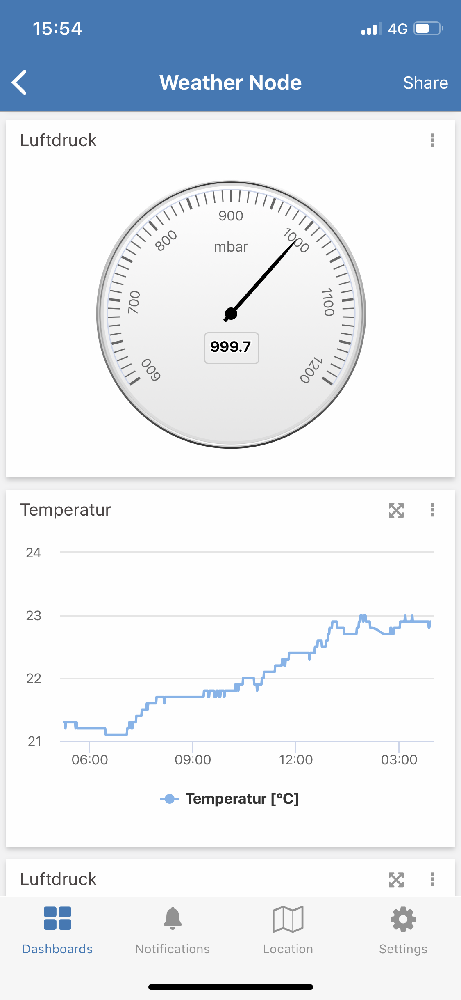 15:54
4G
Weather Node
Share
Luftdruck
600
700
800
900
1000
1100
1200
mbar
999.7
Temperatur
24
23
22
21
06:00
09:00
12:00
03:00
Temperatur [°C]
Luftdruck
Dashboards
Notifications
Location
Settings